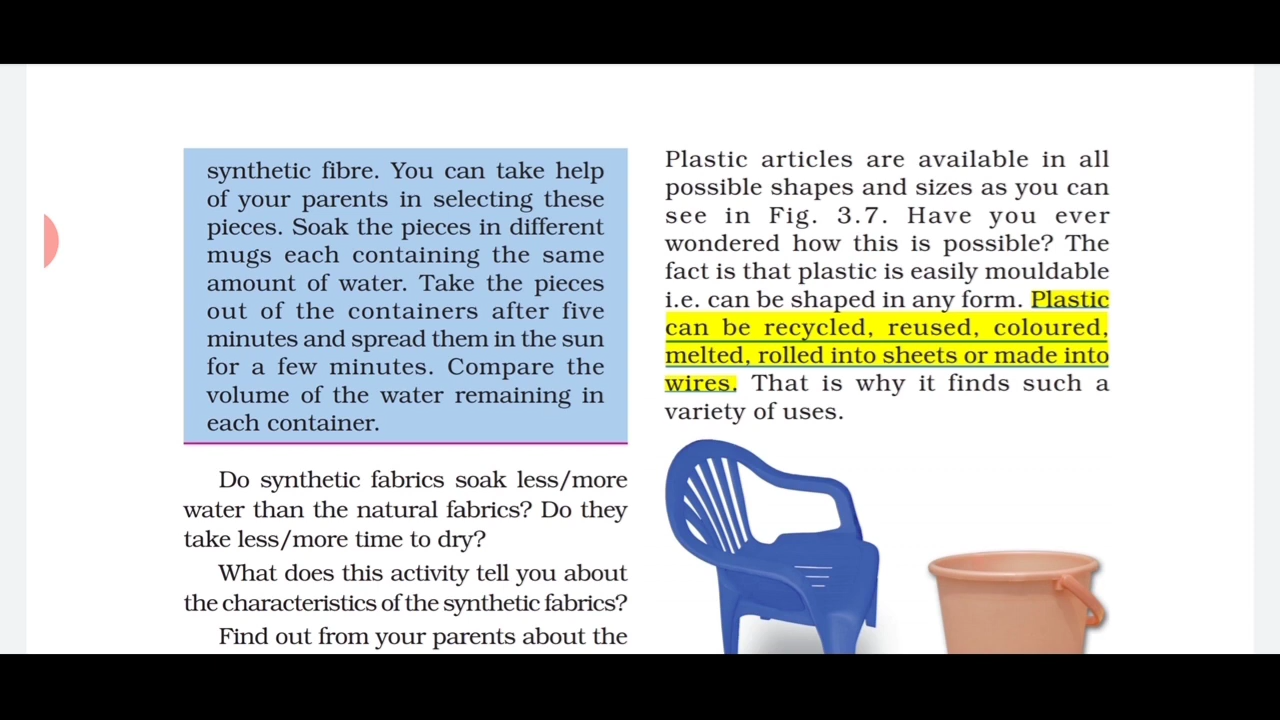 synthetic fibre. You can take help
of your parents in selecting these
pieces. Soak the pieces in different
mugs each containing the same
amount of water. Take the pieces
out of the containers after five
minutes and spread them in the sun
for a few minutes. Compare the
volume of the water remaining in
each container.
Do synthetic fabrics soak less/more
water than the natural fabrics? Do they
take less/more time to dry?
What does this activity tell you about
the characteristics of the synthetic fabrics?
Find out from your parents about the
Plastic articles are available in all
possible shapes and sizes as you can
see in Fig. 3.7. Have you ever
wondered how this is possible? The
fact is that plastic is easily mouldable
i.e. can be shaped in any form. Plastic
can be recycled, reused, coloured,
melted, rolled into sheets or made into
wires. That is why it finds such a
variety of uses.